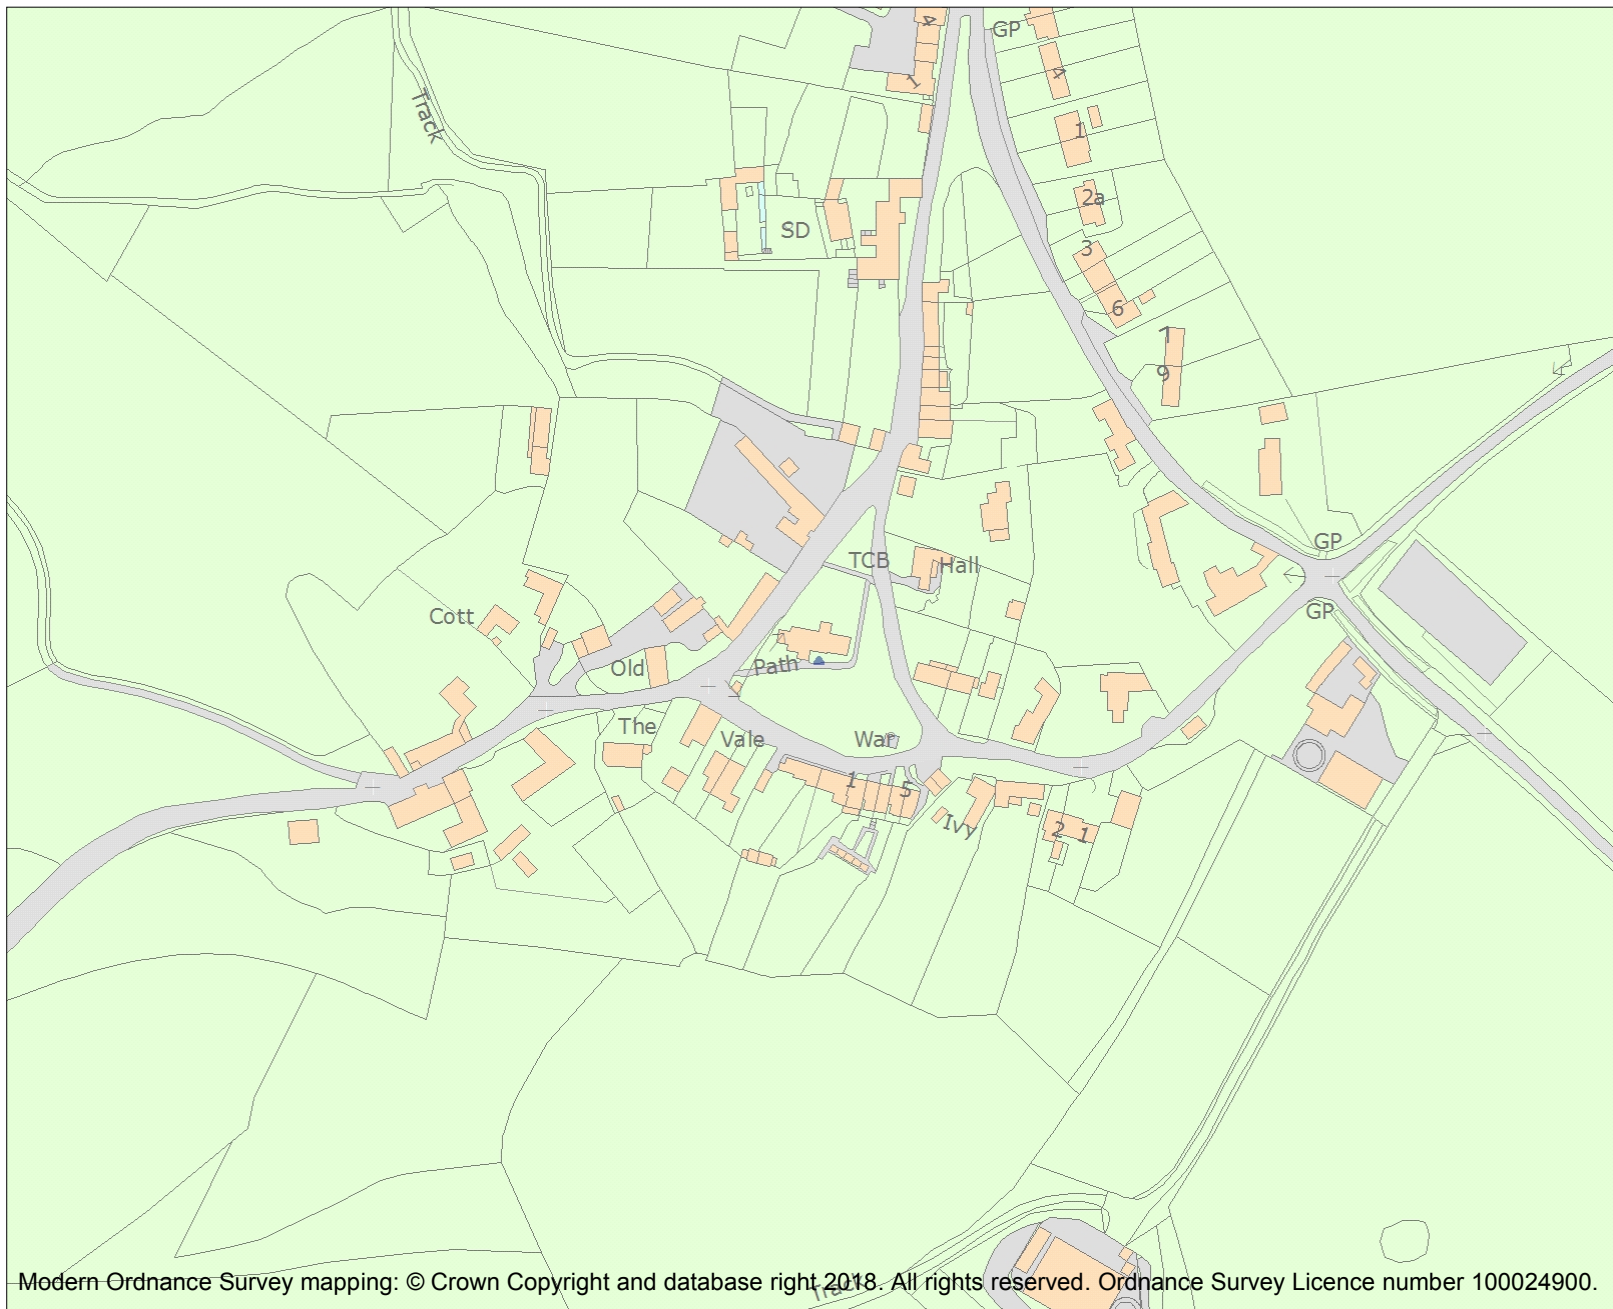 4
GP
4
1
Track
1
2a
SD
3
6
7
9
GP
TCB
Hall
GP
Cott
Old
Path
The
Vale
War
1
5
Ivy
2
1
Track
Modern Ordnance Survey mapping: © Crown Copyright and database right 2018. All rights reserved. Ordnance Survey Licence number 100024900.